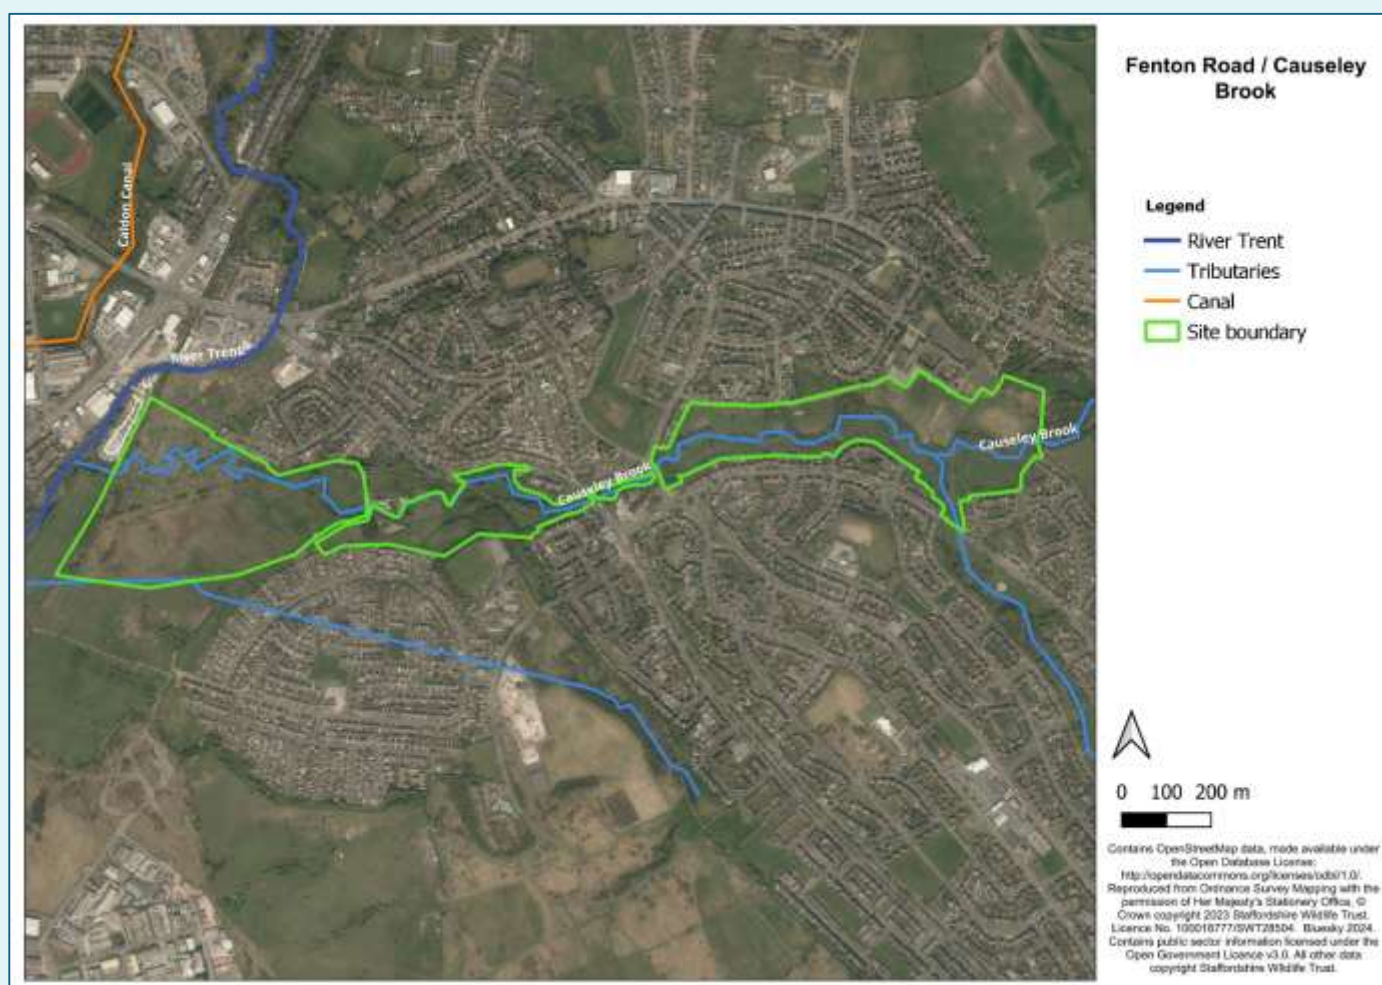 Fenton Road / Causeley
Brook
Legend
River Trent
Tributaries
Canal
Site boundary
Caldon Canal
River Trent
Causeley Brook
Causeley Brook
0 100 200 m
Contains OpenStreetMap data, made available under
the Open Database License:
http://opendatacommons.org/licenses/odbl/1.0/.
Reproduced from Ordnance Survey Mapping with the
permission of Her Majesty's Stationery Office, ©
Crown copyright 2023 Staffordshire Wildlife Trust.
Licence No. 100018777/SWT28504. Bluesky 2024.
Contains public sector information licensed under the
Open Government Licence v3.0. All other data
copyright Staffordshire Wildlife Trust.